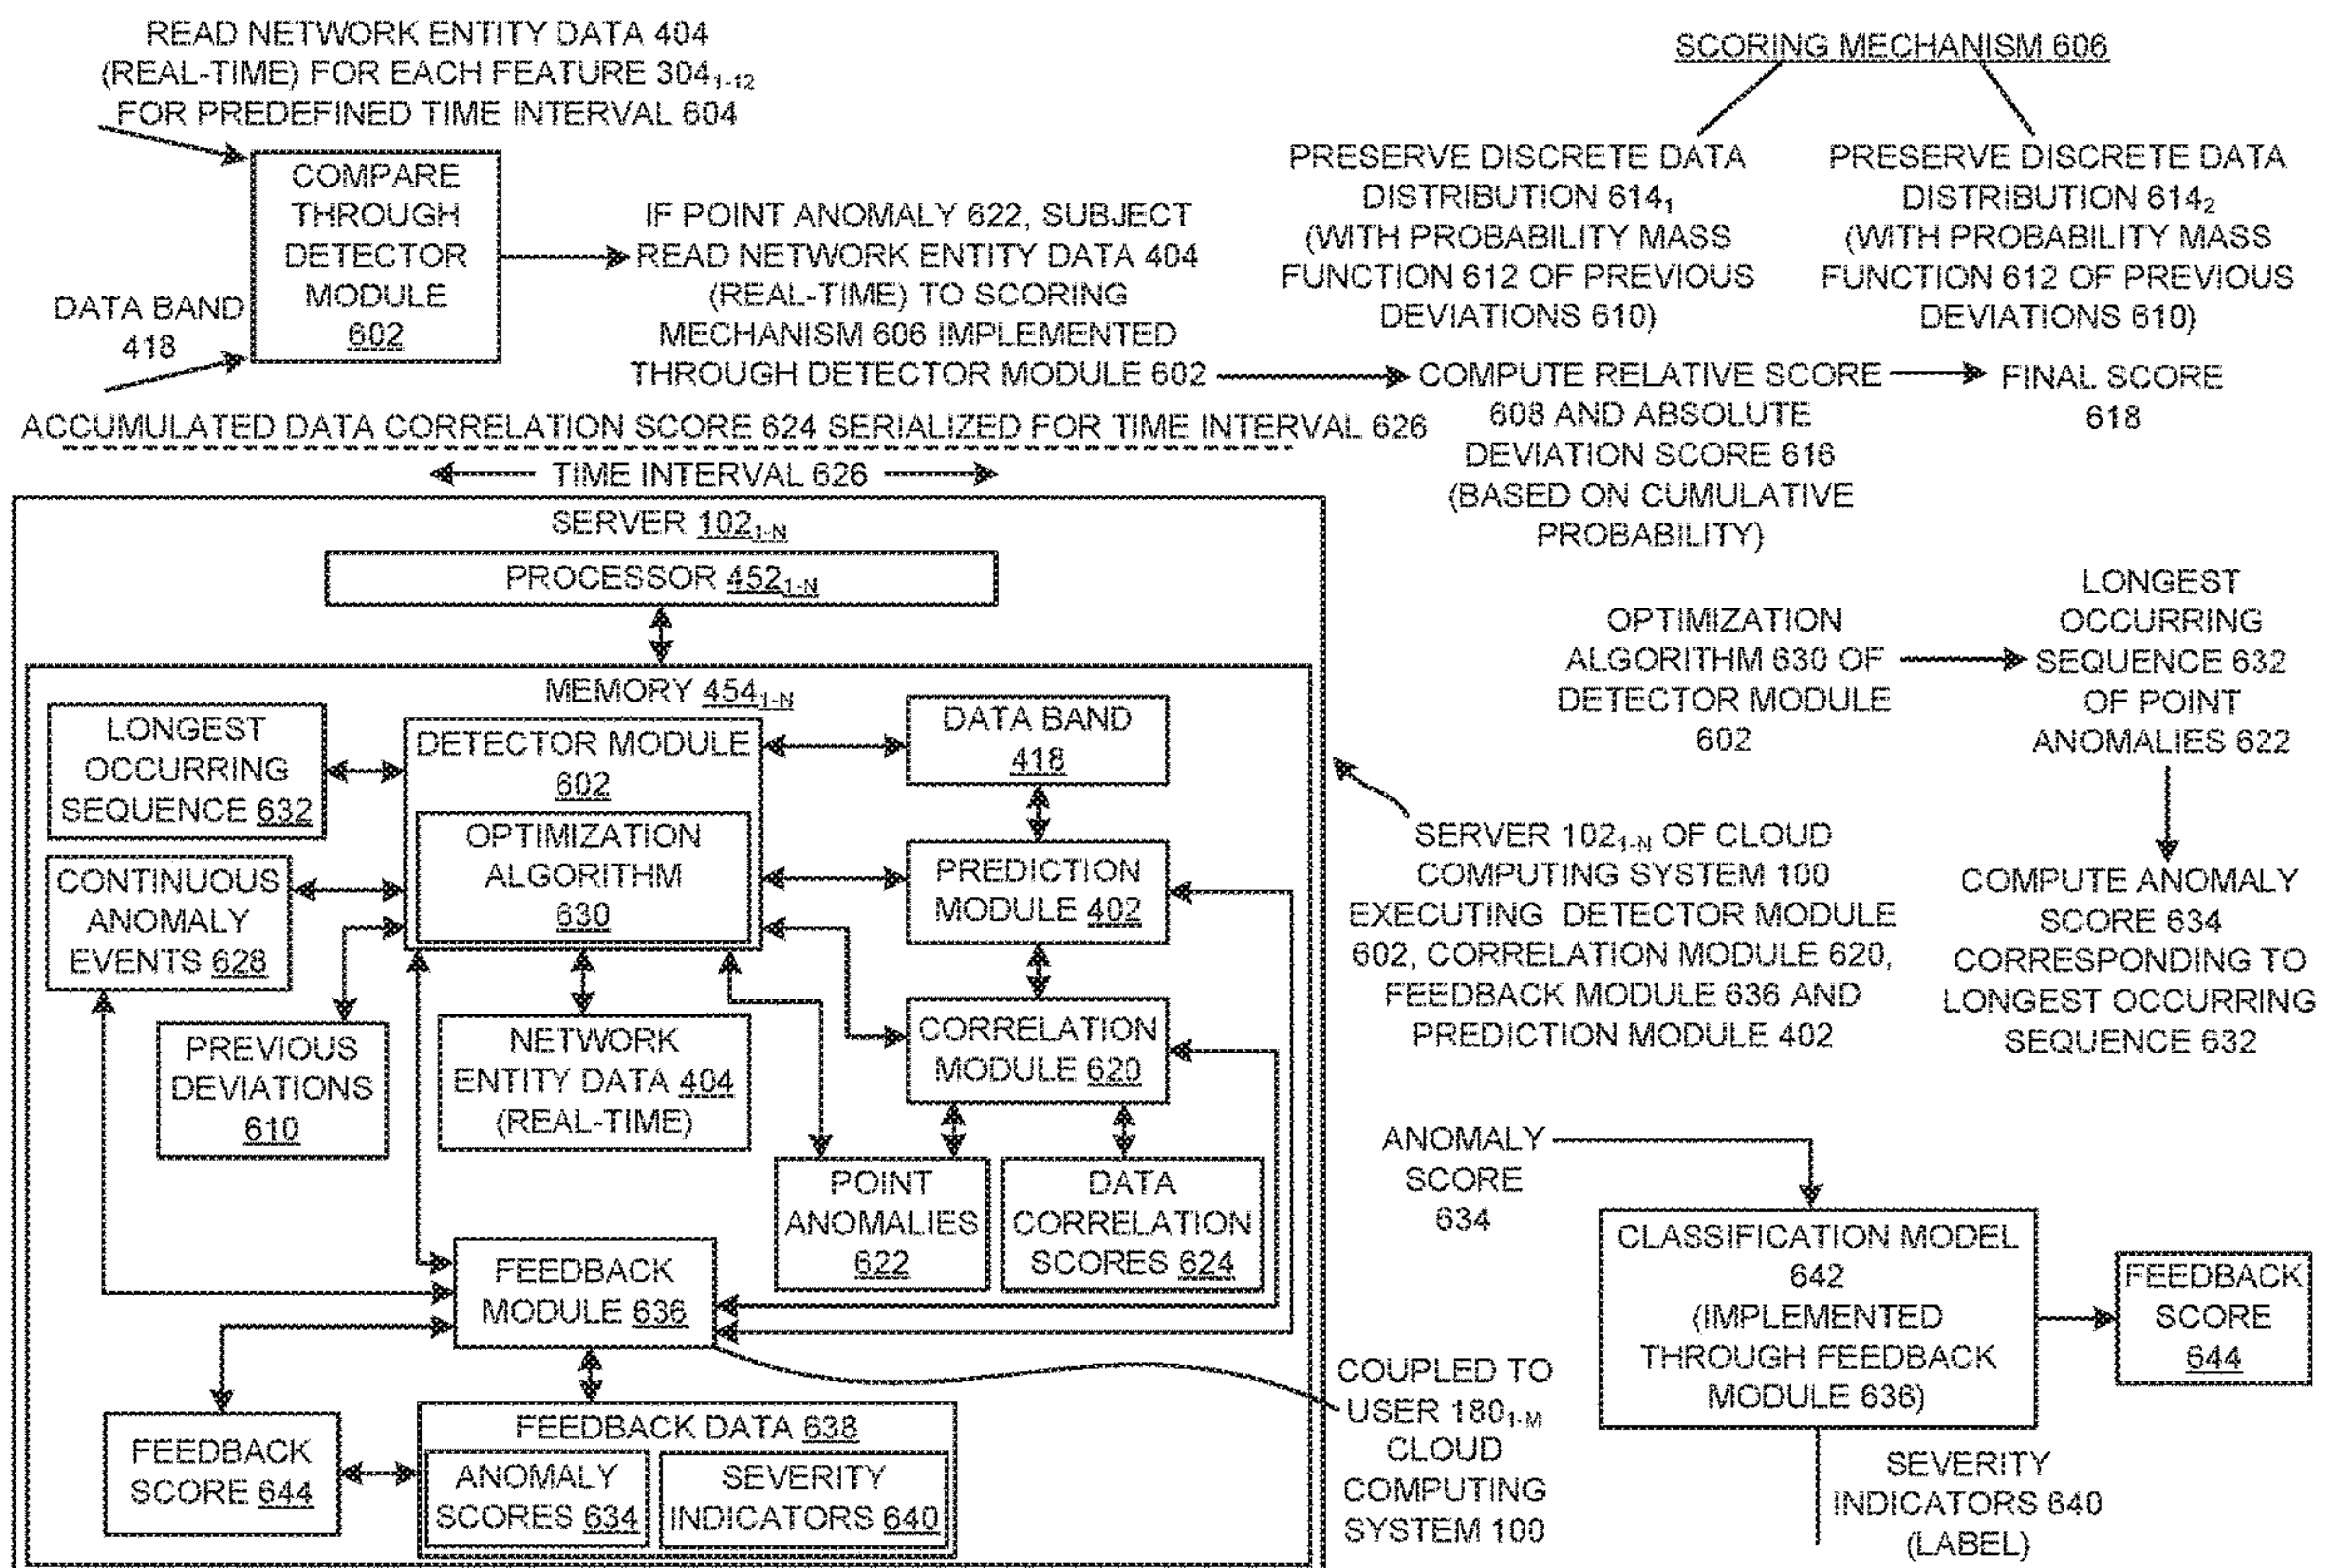 READ NETWORK ENTITY DATA 404
(REAL-TIME) FOR EACH FEATURE 304₁₋₁₂
FOR PREDEFINED TIME INTERVAL 604
COMPARE
THROUGH
DETECTOR
MODULE
602
DATA BAND
418
IF POINT ANOMALY 622, SUBJECT
READ NETWORK ENTITY DATA 404
(REAL-TIME) TO SCORING
MECHANISM 606 IMPLEMENTED
THROUGH DETECTOR MODULE 602
SCORING MECHANISM 606
PRESERVE DISCRETE DATA
DISTRIBUTION 614₁
(WITH PROBABILITY MASS
FUNCTION 612 OF PREVIOUS
DEVIATIONS 610)
PRESERVE DISCRETE DATA
DISTRIBUTION 614₂
(WITH PROBABILITY MASS
FUNCTION 612 OF PREVIOUS
DEVIATIONS 610)
COMPUTE RELATIVE SCORE
608 AND ABSOLUTE
DEVIATION SCORE 616
(BASED ON CUMULATIVE
PROBABILITY)
FINAL SCORE
618
ACCUMULATED DATA CORRELATION SCORE 624 SERIALIZED FOR TIME INTERVAL 626
TIME INTERVAL 626
SERVER 102₁₋N
PROCESSOR 452₁₋N
MEMORY 454₁₋N
LONGEST
OCCURRING
SEQUENCE 632
DETECTOR MODULE
602
OPTIMIZATION
ALGORITHM
630
DATA BAND
418
CONTINUOUS
ANOMALY
EVENTS 628
PREDICTION
MODULE 402
PREVIOUS
DEVIATIONS
610
NETWORK
ENTITY DATA 404
(REAL-TIME)
CORRELATION
MODULE 620
POINT
ANOMALIES
622
DATA
CORRELATION
SCORES 624
FEEDBACK
MODULE 636
FEEDBACK
SCORE 644
FEEDBACK DATA 638
ANOMALY
SCORES 634
SEVERITY
INDICATORS 640
OPTIMIZATION
ALGORITHM 630 OF
DETECTOR MODULE
602
LONGEST
OCCURRING
SEQUENCE 632
OF POINT
ANOMALIES 622
COMPUTE ANOMALY
SCORE 634
CORRESPONDING TO
LONGEST OCCURRING
SEQUENCE 632
SERVER 102₁₋N OF CLOUD
COMPUTING SYSTEM 100
EXECUTING DETECTOR MODULE
602, CORRELATION MODULE 620,
FEEDBACK MODULE 636 AND
PREDICTION MODULE 402
ANOMALY
SCORE
634
CLASSIFICATION MODEL
642
(IMPLEMENTED
THROUGH FEEDBACK
MODULE 636)
FEEDBACK
SCORE
644
SEVERITY
INDICATORS 640
(LABEL)
COUPLED TO
USER 180₁₋M
CLOUD
COMPUTING
SYSTEM 100